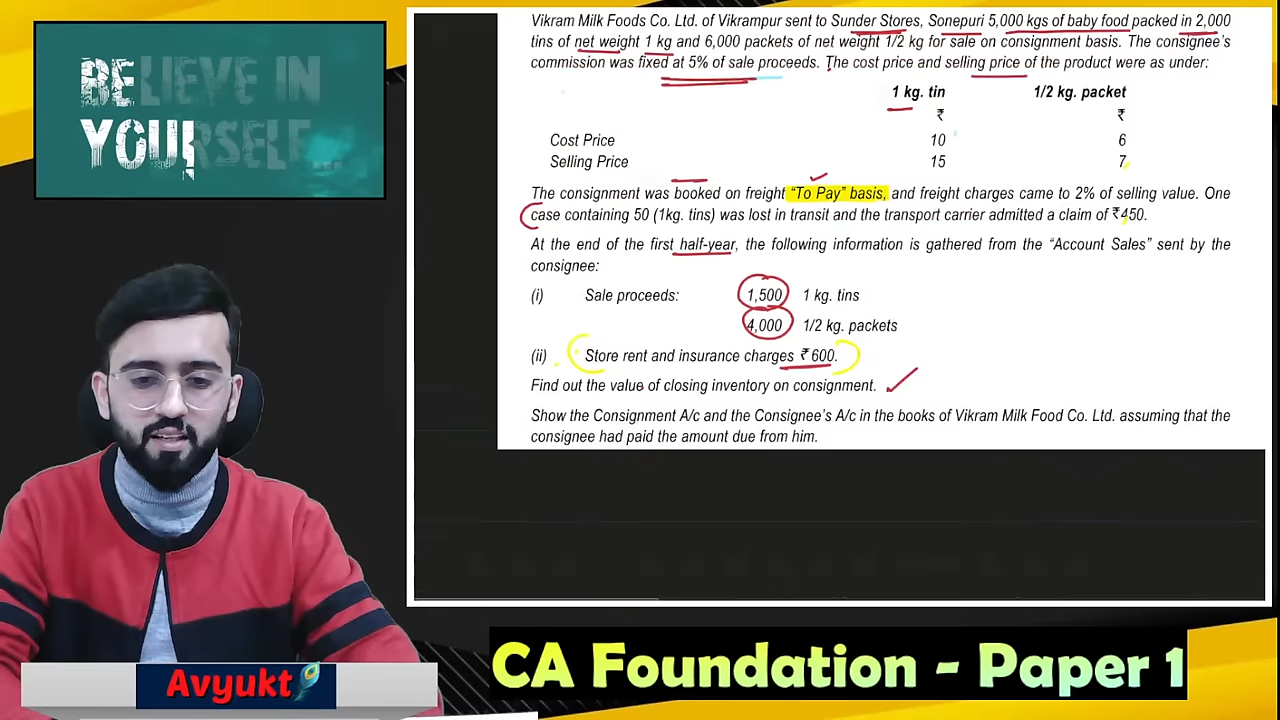 BELIEVE IN
YOURSELF...
Vikram Milk Foods Co. Ltd. of Vikrampur sent to Sunder Stores, Sonepuri 5,000 kgs of baby food packed in 2,000
tins of net weight 1 kg and 6,000 packets of net weight 1/2 kg for sale on consignment basis. The consignee's
commission was fixed at 5% of sale proceeds. The cost price and selling price of the product were as under:
1 kg. tin 1/2 kg. packet
₹ ₹
Cost Price 10 6
Selling Price 15 7
The consignment was booked on freight "To Pay" basis, and freight charges came to 2% of selling value. One
case containing 50 (1kg. tins) was lost in transit and the transport carrier admitted a claim of ₹450.
At the end of the first half-year, the following information is gathered from the "Account Sales" sent by the
consignee:
(i) Sale proceeds: 1,500 1 kg. tins
4,000 1/2 kg. packets
(ii) Store rent and insurance charges ₹ 600.
Find out the value of closing inventory on consignment.
Show the Consignment A/c and the Consignee's A/c in the books of Vikram Milk Food Co. Ltd. assuming that the
consignee had paid the amount due from him.
Avyukt
CA Foundation - Paper 1